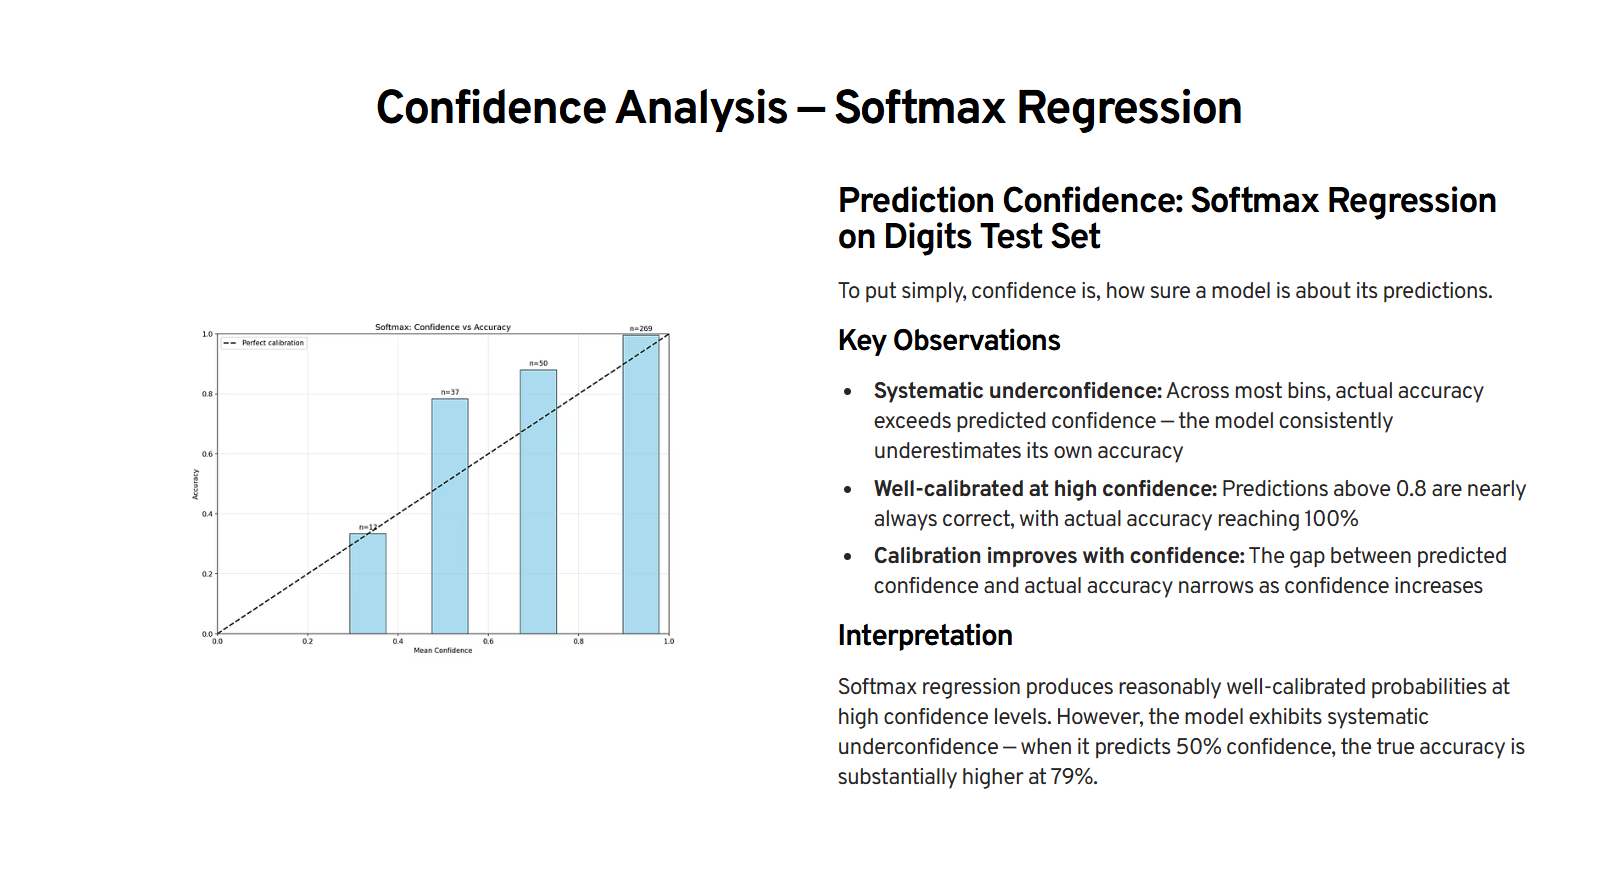 Confidence Analysis — Softmax Regression
Softmax: Confidence vs Accuracy
Perfect calibration
n=269
n=50
n=37
1.0
0.8
0.6
0.4
0.2
0.0
Accuracy
0.0 0.2 0.4 0.6 0.8 1.0
Mean Confidence
Prediction Confidence: Softmax Regression
on Digits Test Set
To put simply, confidence is, how sure a model is about its predictions.
Key Observations
• Systematic underconfidence: Across most bins, actual accuracy
exceeds predicted confidence — the model consistently
underestimates its own accuracy
• Well-calibrated at high confidence: Predictions above 0.8 are nearly
always correct, with actual accuracy reaching 100%
• Calibration improves with confidence: The gap between predicted
confidence and actual accuracy narrows as confidence increases
Interpretation
Softmax regression produces reasonably well-calibrated probabilities at
high confidence levels. However, the model exhibits systematic
underconfidence — when it predicts 50% confidence, the true accuracy is
substantially higher at 79%.